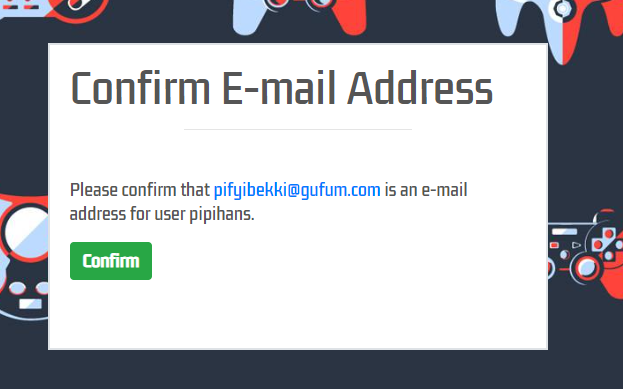 Confirm E-mail Address
Please confirm that pifyibekki@gufum.com is an e-mail
address for user pipihans.
Confirm